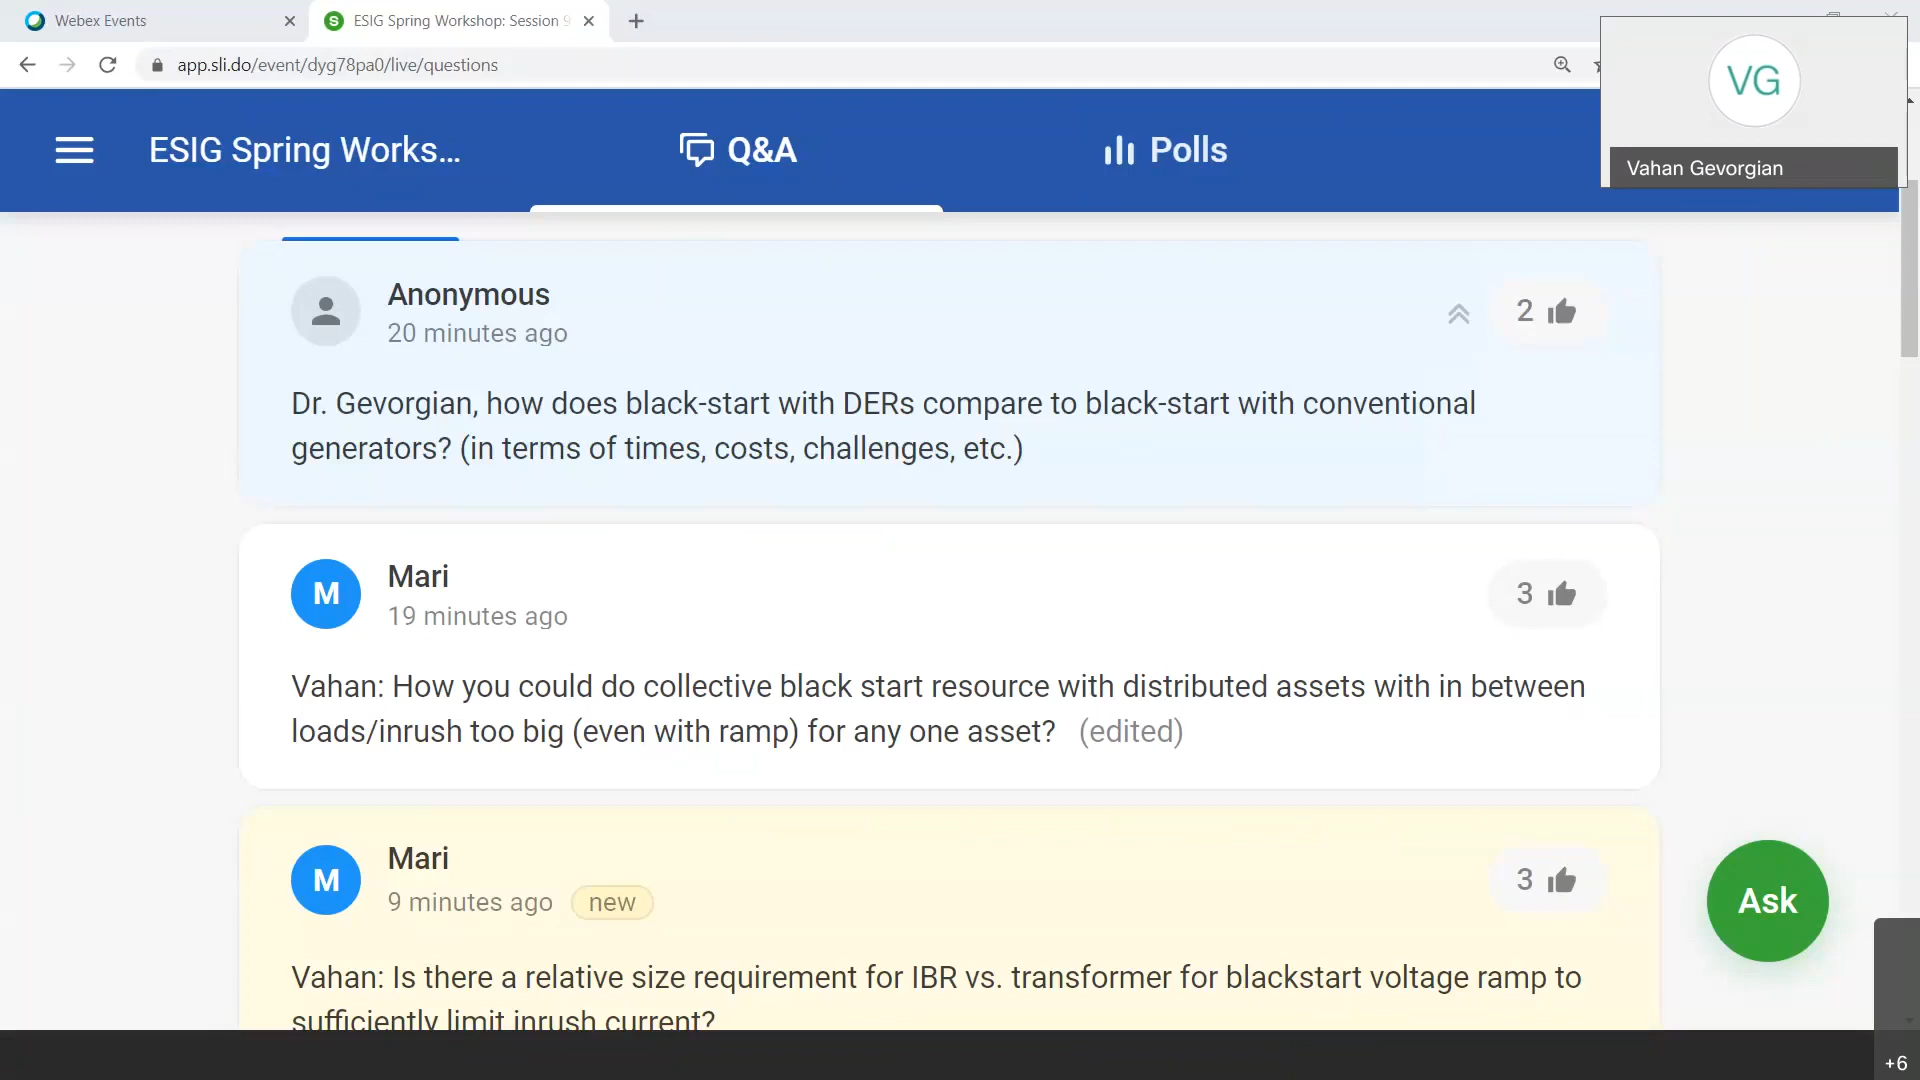 Webex Events
S ESIG Spring Workshop: Session 9
app.sli.do/event/dyg78pa0/live/questions
VG
Vahan Gevorgian
ESIG Spring Works...
Q&A
Polls
Anonymous
20 minutes ago
2
Dr. Gevorgian, how does black-start with DERs compare to black-start with conventional
generators? (in terms of times, costs, challenges, etc.)
M
Mari
19 minutes ago
3
Vahan: How you could do collective black start resource with distributed assets with in between
loads/inrush too big (even with ramp) for any one asset? (edited)
M
Mari
9 minutes ago new
3
Ask
Vahan: Is there a relative size requirement for IBR vs. transformer for blackstart voltage ramp to
sufficiently limit inrush current?
+6